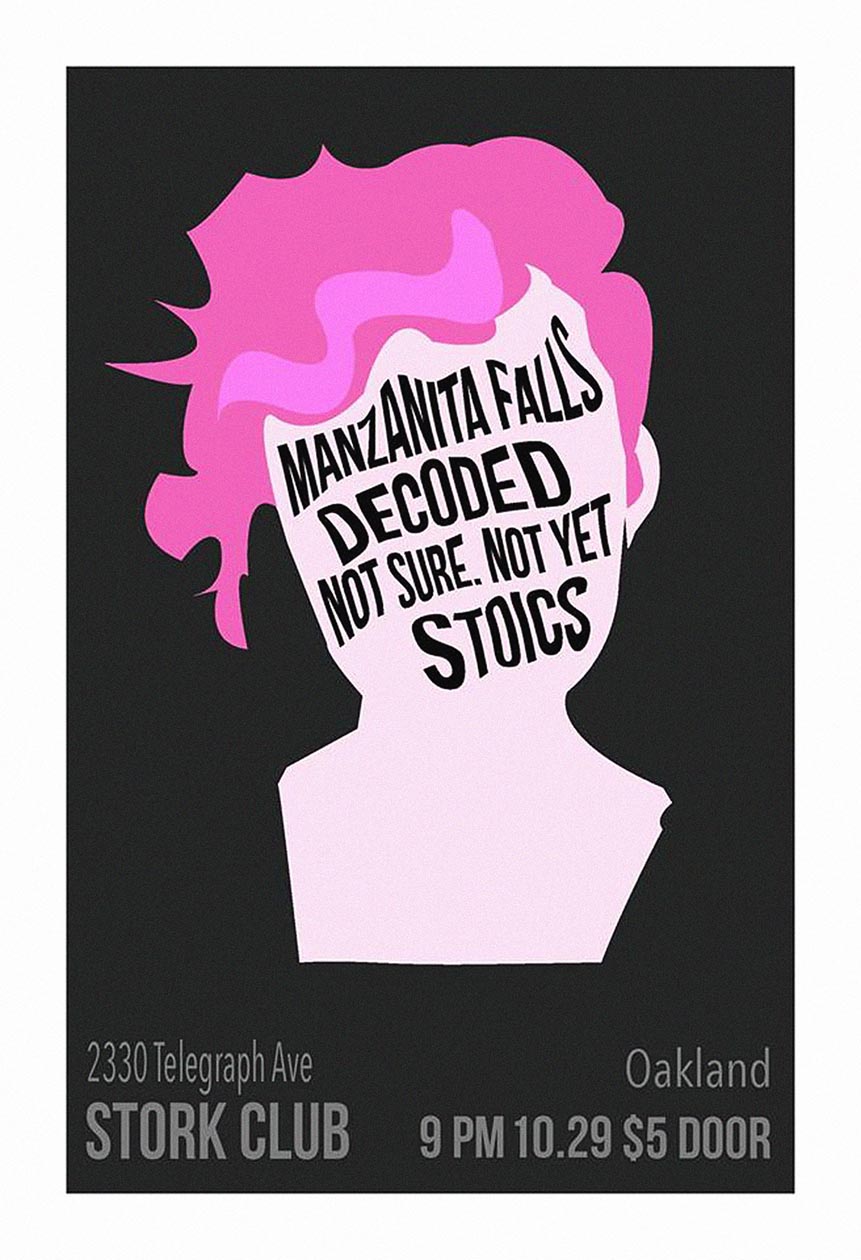 MANZANITA FALLS
DECODED
NOT SURE. NOT YET
STOICS
2330 Telegraph Ave
Oakland
STORK CLUB
9 PM 10.29 $5 DOOR